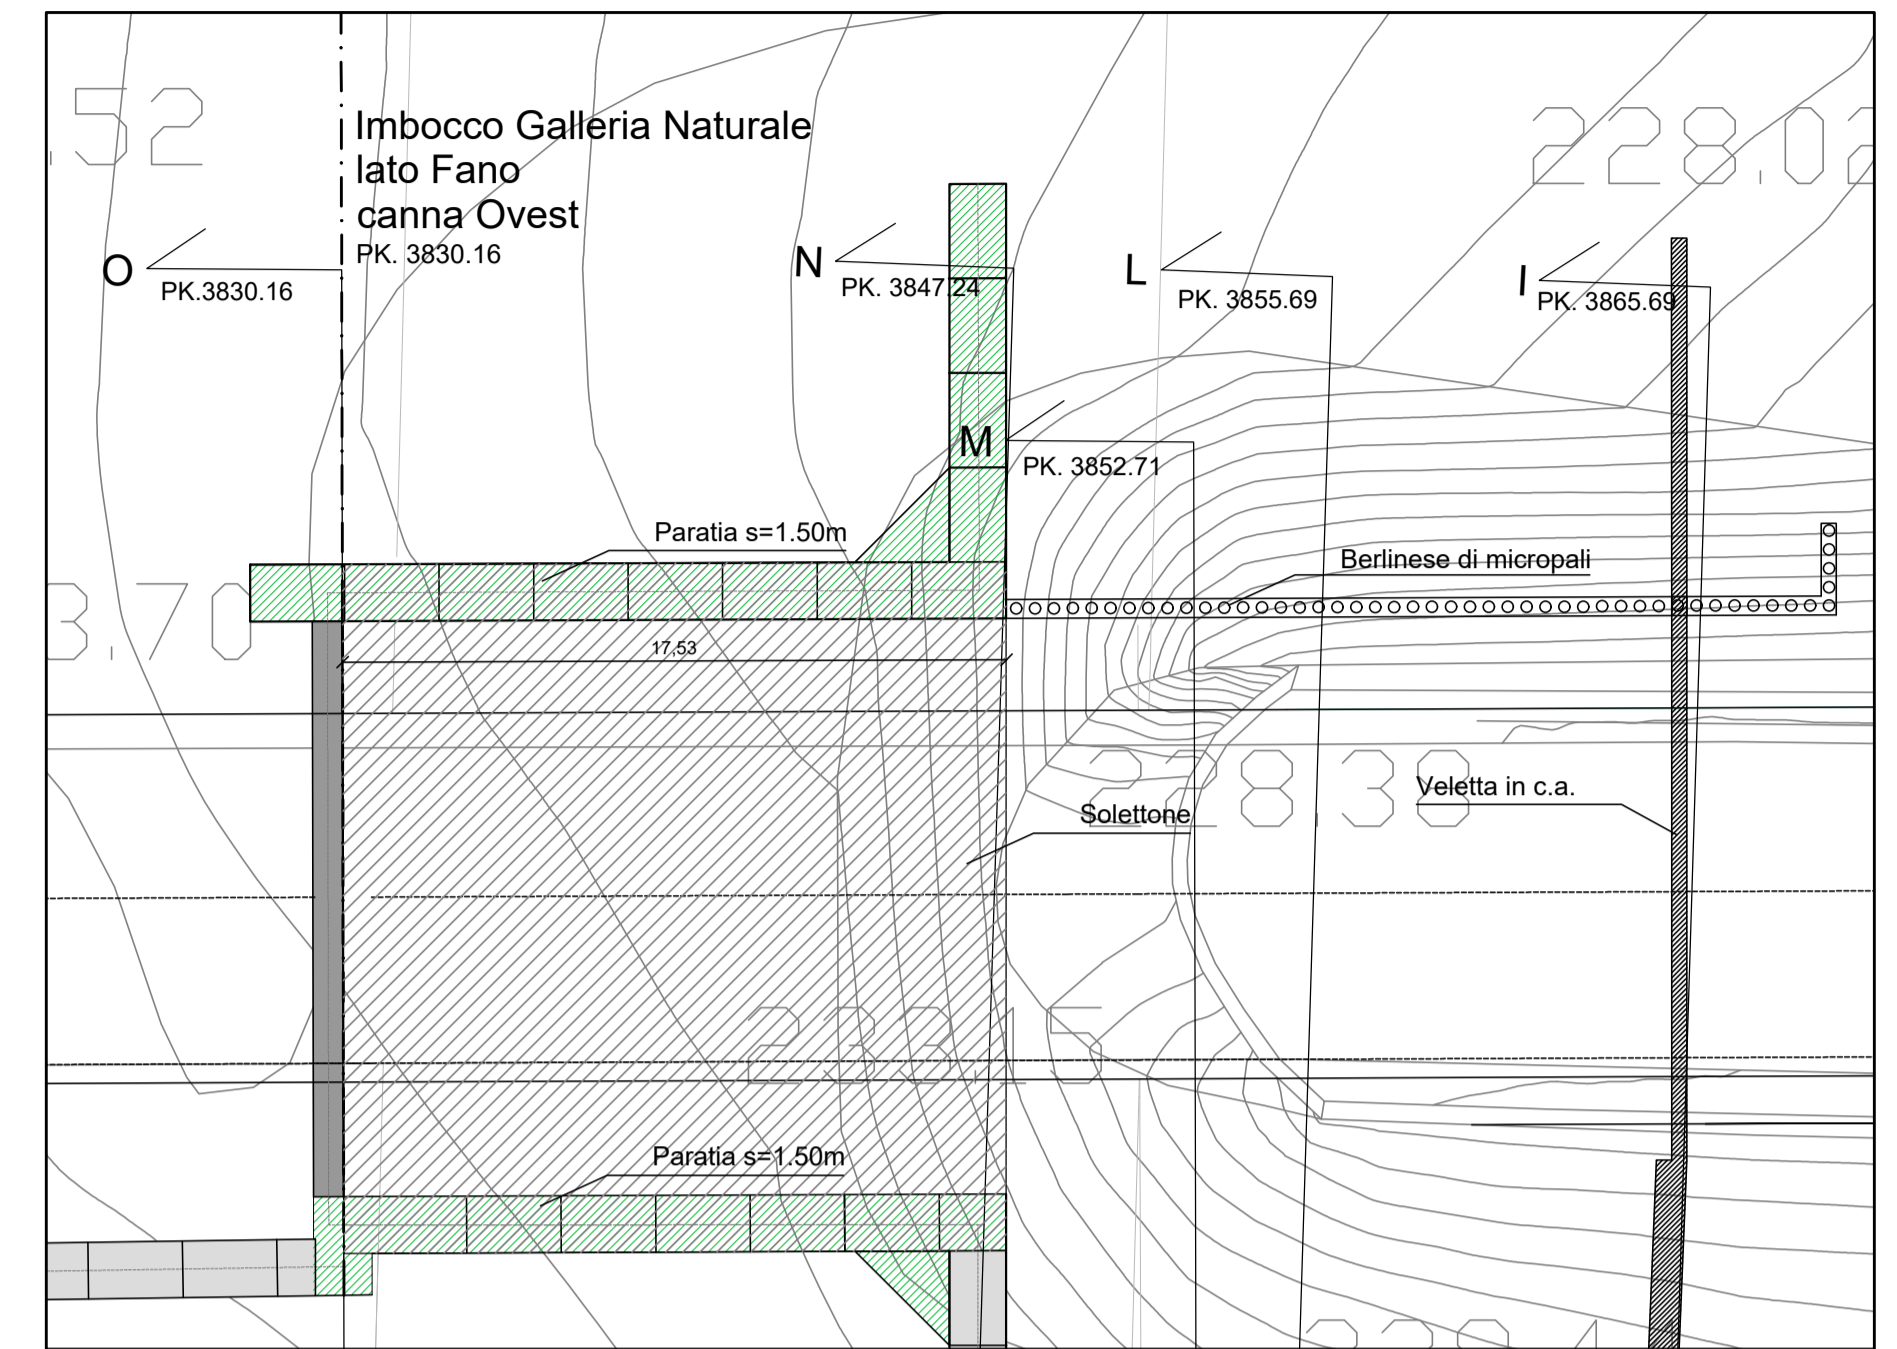 .52
Imbocco Galleria Naturale
lato Fano
canna Ovest
PK. 3830.16
228.02
O
PK.3830.16
N
PK. 3847.24
L
PK. 3855.69
I
PK. 3865.69
M
PK. 3852.71
Paratia s=1.50m
Berlinese di micropali
3.70
17,53
228.38
Veletta in c.a.
Solettone
233.15
Paratia s=1.50m